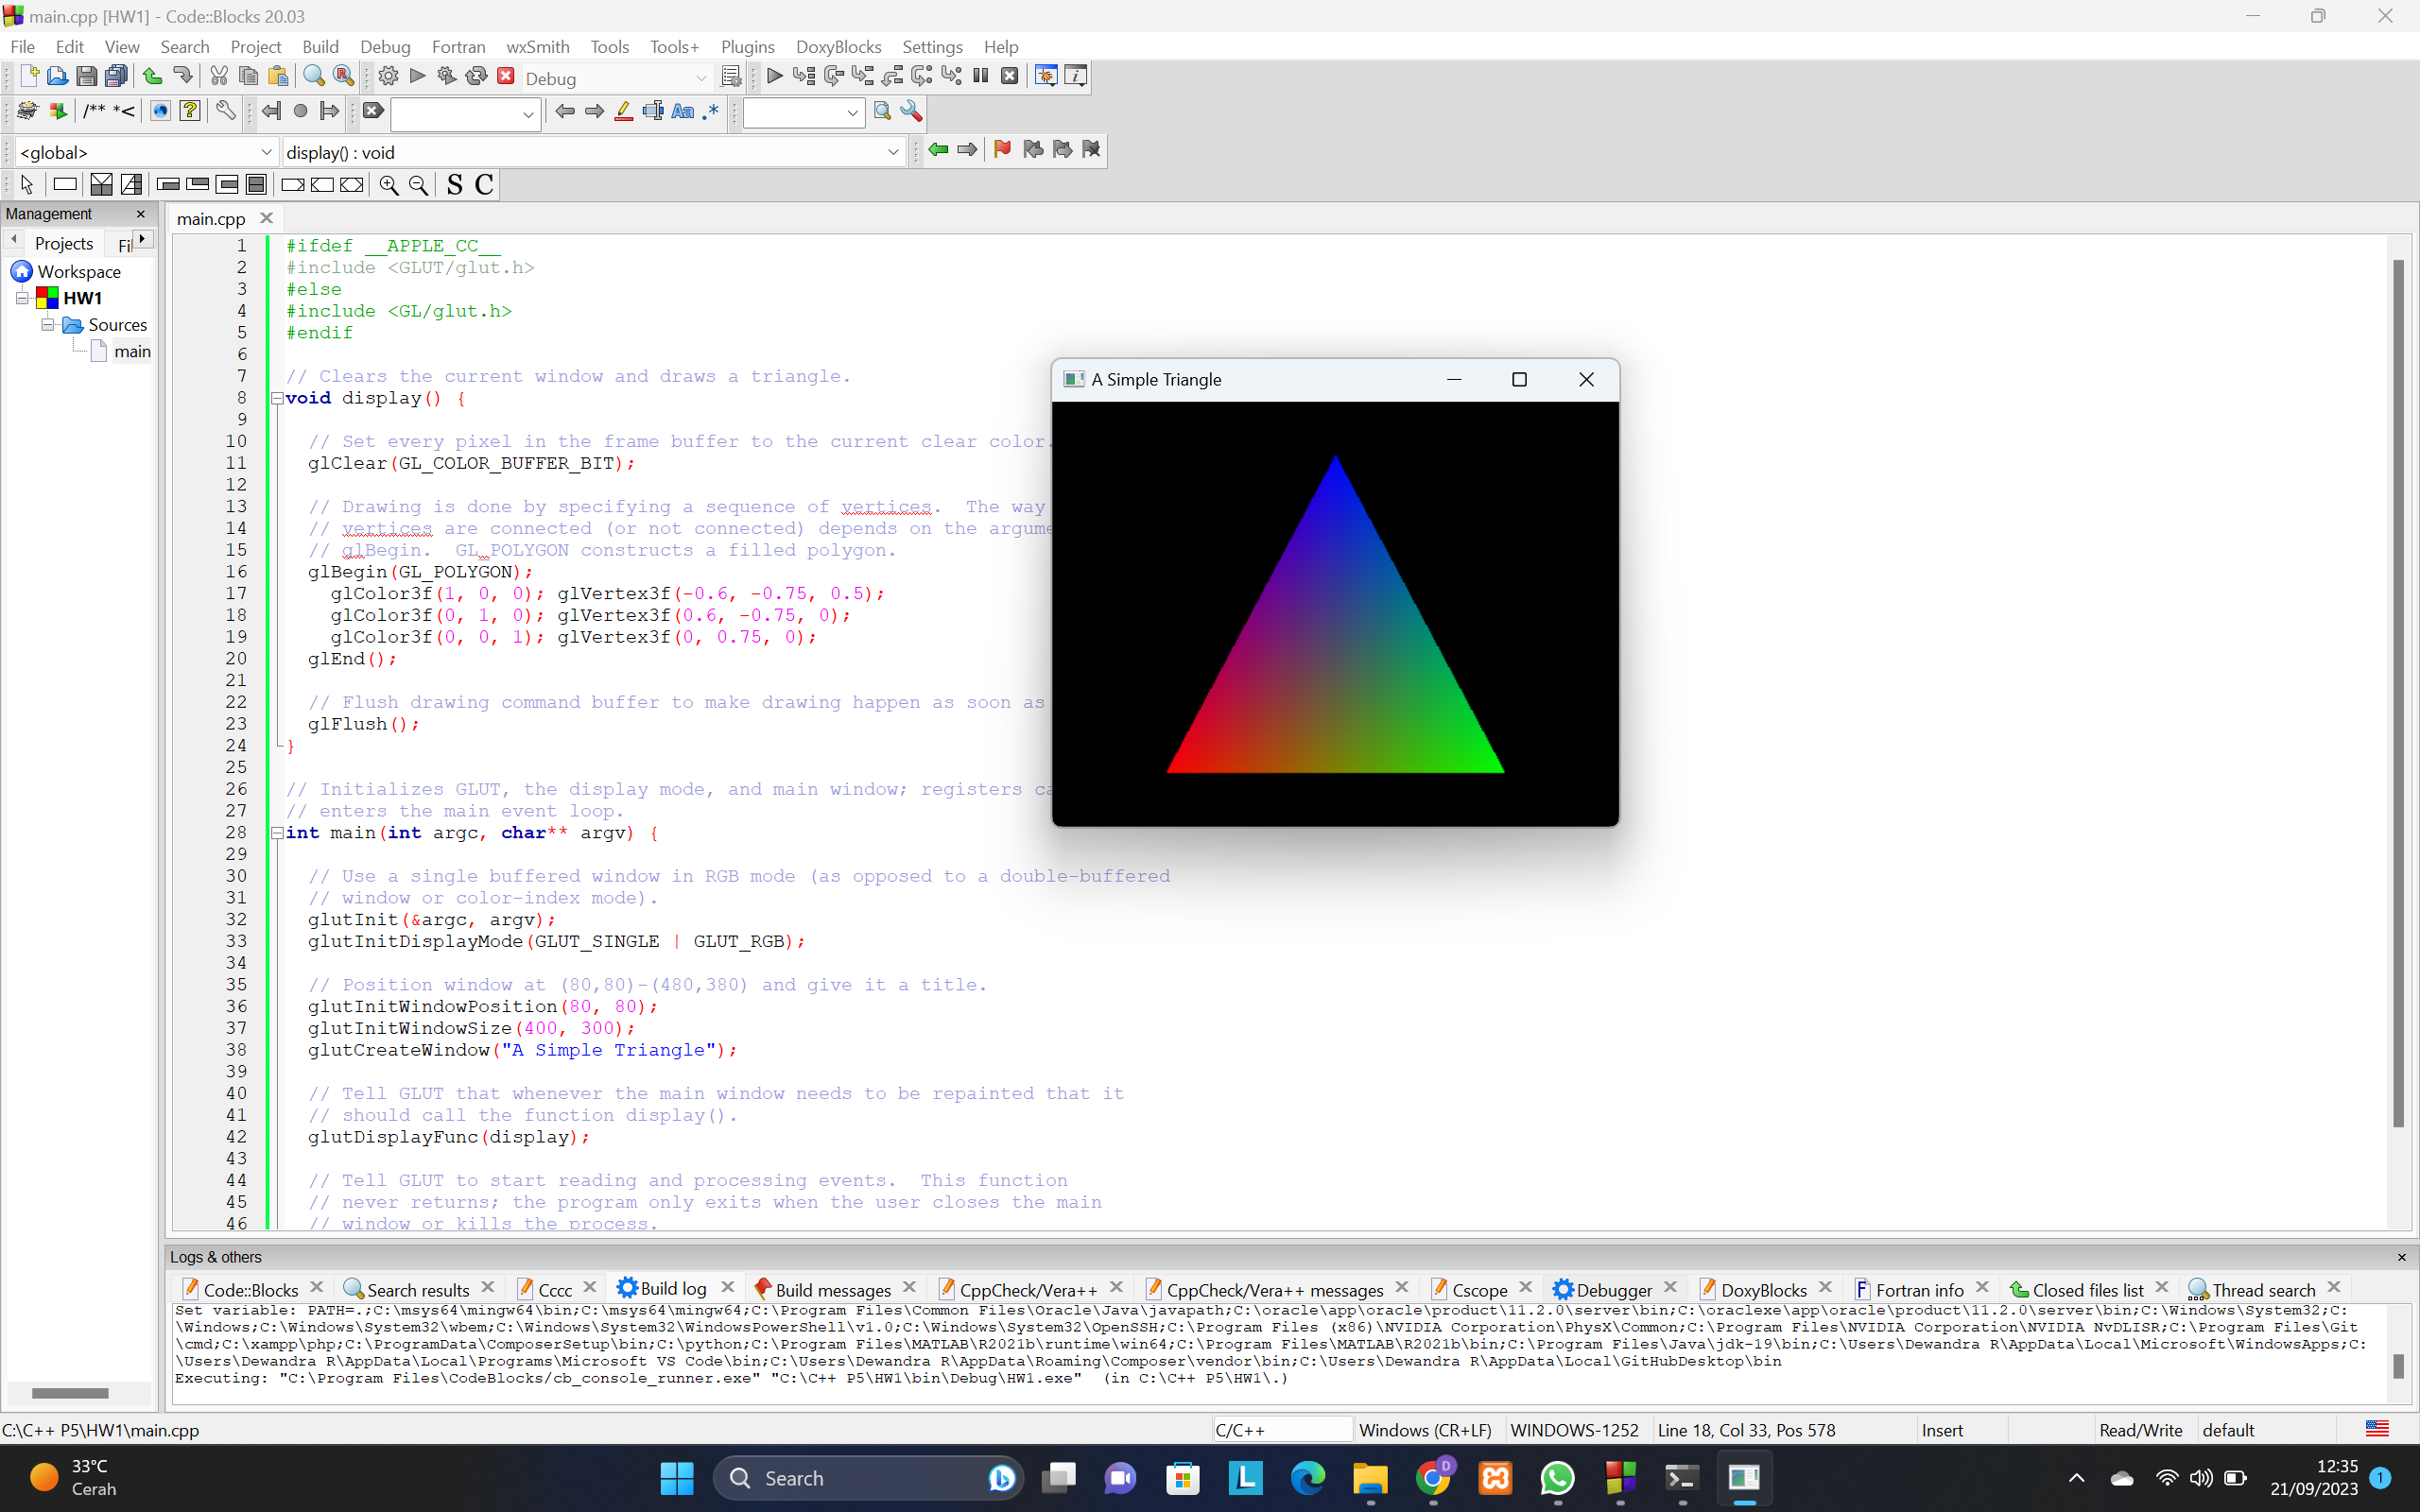 main.cpp [HW1] - Code::Blocks 20.03
File Edit View Search Project Build Debug Fortran wxSmith Tools Tools+ Plugins DoxyBlocks Settings Help
Debug
/** *<
Aa .*
<global> display() : void
S C
Management
main.cpp
Projects Fil
Workspace
HW1
Sources
main
1 #ifdef __APPLE_CC__
2 #include <GLUT/glut.h>
3 #else
4 #include <GL/glut.h>
5 #endif
6
7 // Clears the current window and draws a triangle.
8 void display() {
9
10 // Set every pixel in the frame buffer to the current clear color.
11 glClear(GL_COLOR_BUFFER_BIT);
12
13 // Drawing is done by specifying a sequence of vertices.  The way
14 // vertices are connected (or not connected) depends on the argume
15 // glBegin.  GL_POLYGON constructs a filled polygon.
16 glBegin(GL_POLYGON);
17 glColor3f(1, 0, 0); glVertex3f(-0.6, -0.75, 0.5);
18 glColor3f(0, 1, 0); glVertex3f(0.6, -0.75, 0);
19 glColor3f(0, 0, 1); glVertex3f(0, 0.75, 0);
20 glEnd();
21
22 // Flush drawing command buffer to make drawing happen as soon as
23 glFlush();
24 }
25
26 // Initializes GLUT, the display mode, and main window; registers ca
27 // enters the main event loop.
28 int main(int argc, char** argv) {
29
30 // Use a single buffered window in RGB mode (as opposed to a double-buffered
31 // window or color-index mode).
32 glutInit(&argc, argv);
33 glutInitDisplayMode(GLUT_SINGLE | GLUT_RGB);
34
35 // Position window at (80,80)-(480,380) and give it a title.
36 glutInitWindowPosition(80, 80);
37 glutInitWindowSize(400, 300);
38 glutCreateWindow("A Simple Triangle");
39
40 // Tell GLUT that whenever the main window needs to be repainted that it
41 // should call the function display().
42 glutDisplayFunc(display);
43
44 // Tell GLUT to start reading and processing events.  This function
45 // never returns; the program only exits when the user closes the main
46 // window or kills the process.
A Simple Triangle
Logs & others
Code::Blocks Search results Cccc Build log Build messages CppCheck/Vera++ CppCheck/Vera++ messages Cscope Debugger DoxyBlocks Fortran info Closed files list Thread search
Set variable: PATH=.;C:\msys64\mingw64\bin;C:\msys64\mingw64;C:\Program Files\Common Files\Oracle\Java\javapath;C:\oracle\app\oracle\product\11.2.0\server\bin;C:\oraclexe\app\oracle\product\11.2.0\server\bin;C:\Windows\System32;C:
\Windows;C:\Windows\System32\wbem;C:\Windows\System32\WindowsPowerShell\v1.0;C:\Windows\System32\OpenSSH;C:\Program Files (x86)\NVIDIA Corporation\PhysX\Common;C:\Program Files\NVIDIA Corporation\NVIDIA NvDLISR;C:\Program Files\Git
\cmd;C:\xampp\php;C:\ProgramData\ComposerSetup\bin;C:\python;C:\Program Files\MATLAB\R2021b\runtime\win64;C:\Program Files\MATLAB\R2021b\bin;C:\Program Files\Java\jdk-19\bin;C:\Users\Dewandra R\AppData\Local\Microsoft\WindowsApps;C:
\Users\Dewandra R\AppData\Local\Programs\Microsoft VS Code\bin;C:\Users\Dewandra R\AppData\Roaming\Composer\vendor\bin;C:\Users\Dewandra R\AppData\Local\GitHubDesktop\bin
Executing: "C:\Program Files\CodeBlocks/cb_console_runner.exe" "C:\C++ P5\HW1\bin\Debug\HW1.exe"  (in C:\C++ P5\HW1\.)
C:\C++ P5\HW1\main.cpp C/C++ Windows (CR+LF) WINDOWS-1252 Line 18, Col 33, Pos 578 Insert Read/Write default
33°C
Cerah
Search
D
12:35
21/09/2023
1